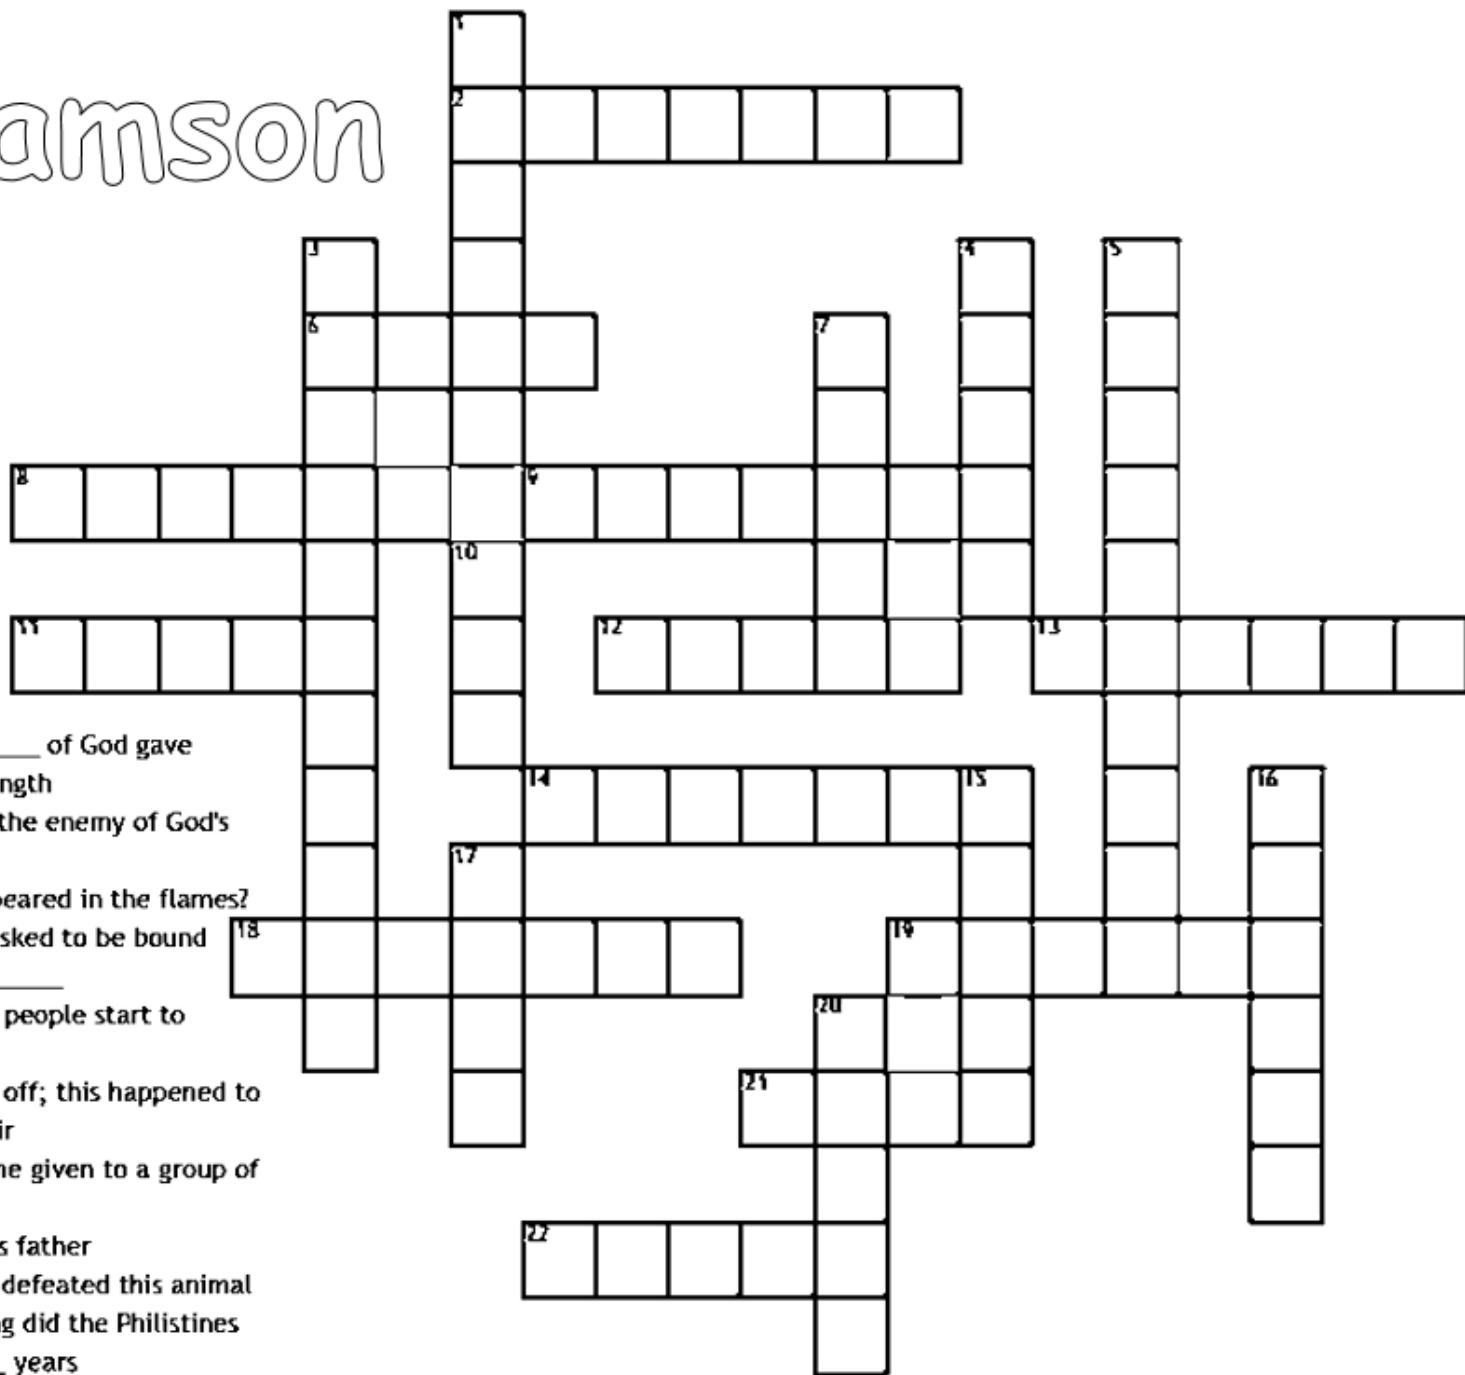 amson
1
2
3
4
5
6
7
8
9
10
11
12
13
14
15
16
17
18
19
20
21
22
____ of God gave
ngth
the enemy of God's
peared in the flames?
sked to be bound
_____
people start to
off; this happened to
ir
ne given to a group of
s father
defeated this animal
g did the Philistines
_ years